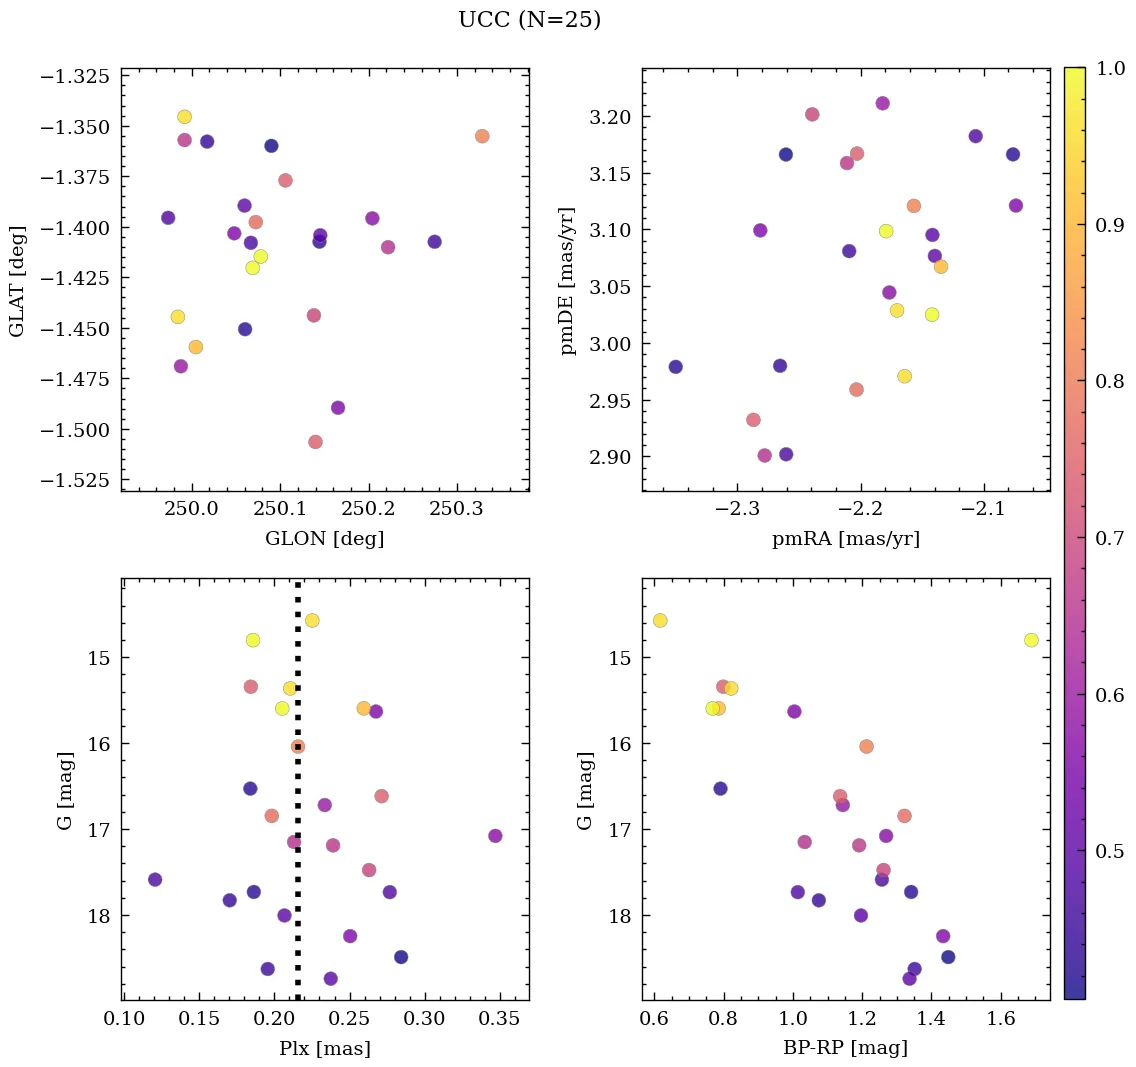 UCC (N=25)
−1.325
−1.350
−1.375
−1.400
−1.425
−1.450
−1.475
−1.500
−1.525
GLAT [deg]
250.0 250.1 250.2 250.3
GLON [deg]
3.20
3.15
3.10
3.05
3.00
2.95
2.90
pmDE [mas/yr]
−2.3 −2.2 −2.1
pmRA [mas/yr]
15
16
17
18
G [mag]
0.10 0.15 0.20 0.25 0.30 0.35
Plx [mas]
15
16
17
18
G [mag]
0.6 0.8 1.0 1.2 1.4 1.6
BP-RP [mag]
1.0
0.9
0.8
0.7
0.6
0.5